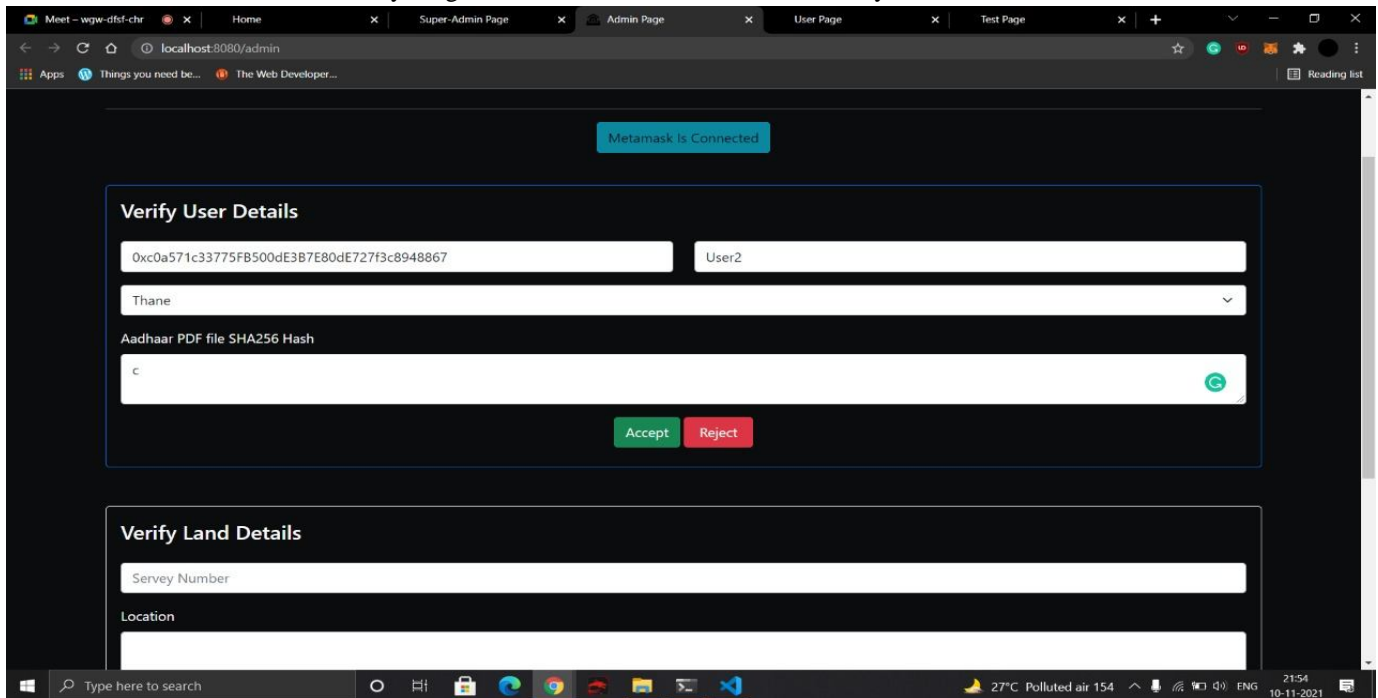 Meet – wgw-dfsf-chr
Home
Super-Admin Page
Admin Page
User Page
Test Page
localhost:8080/admin
Apps
Things you need be...
The Web Developer...
Reading list
Metamask Is Connected
Verify User Details
0xc0a571c33775FB500dE3B7E80dE727f3c8948867
User2
Thane
Aadhaar PDF file SHA256 Hash
c
Accept
Reject
Verify Land Details
Servey Number
Location
Type here to search
27°C Polluted air 154
ENG
21:54
10-11-2021